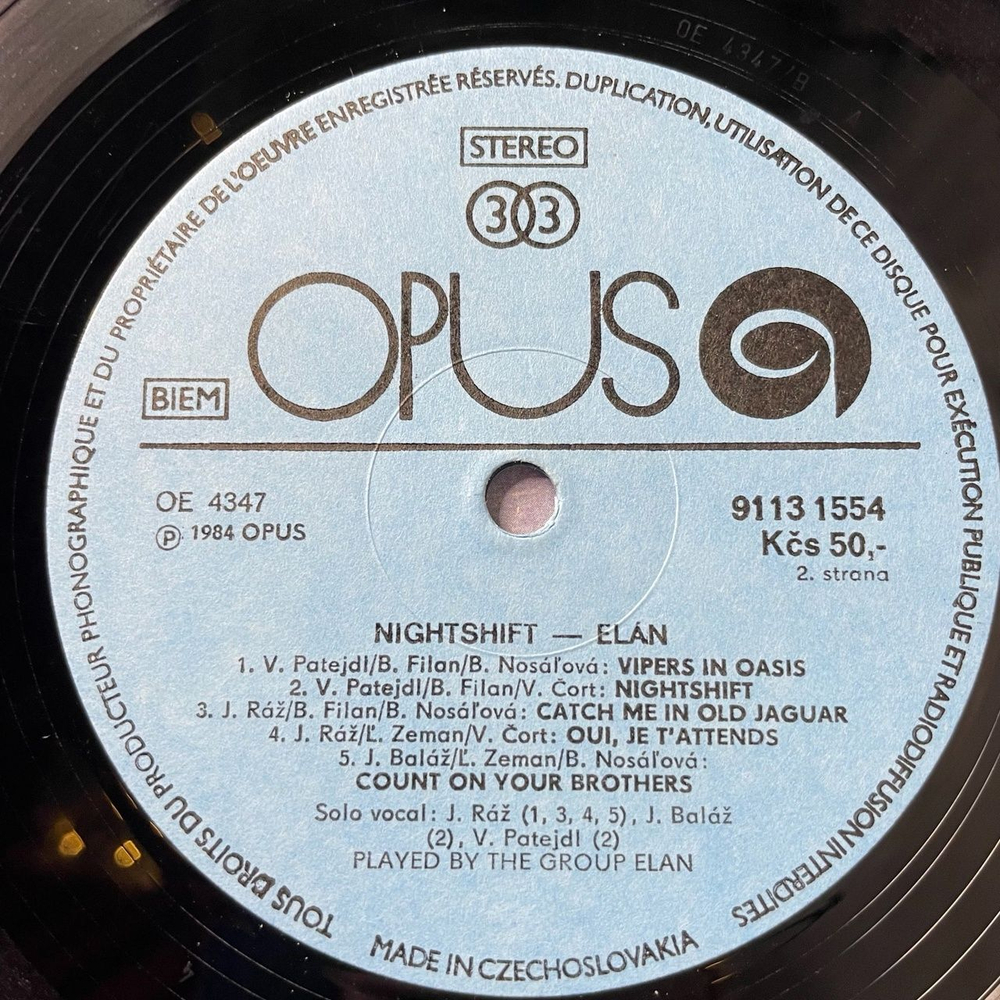 OE 4347/B
TOUS DROITS DU PRODUCTEUR PHONOGRAPHIQUE ET DU PROPRIÉTAIRE DE L'OEUVRE ENREGISTRÉE RÉSERVÉS. DUPLICATION, UTILISATION DE CE DISQUE POUR EXÉCUTION PUBLIQUE ET RADIODIFFUSION INTERDITES
STEREO
33
OPUS
BIEM
OE 4347
Ⓟ 1984 OPUS
9113 1554
Kčs 50,-
2. strana
NIGHTSHIFT — ELÁN
1. V. Patejdl/B. Filan/B. Nosáľová: VIPERS IN OASIS
2. V. Patejdl/B. Filan/V. Čort: NIGHTSHIFT
3. J. Ráž/B. Filan/B. Nosáľová: CATCH ME IN OLD JAGUAR
4. J. Ráž/Ľ. Zeman/V. Čort: OUI, JE T'ATTENDS
5. J. Baláž/Ľ. Zeman/B. Nosáľová:
COUNT ON YOUR BROTHERS
Solo vocal: J. Ráž (1, 3, 4, 5), J. Baláž
(2), V. Patejdl (2)
PLAYED BY THE GROUP ELAN
MADE IN CZECHOSLOVAKIA